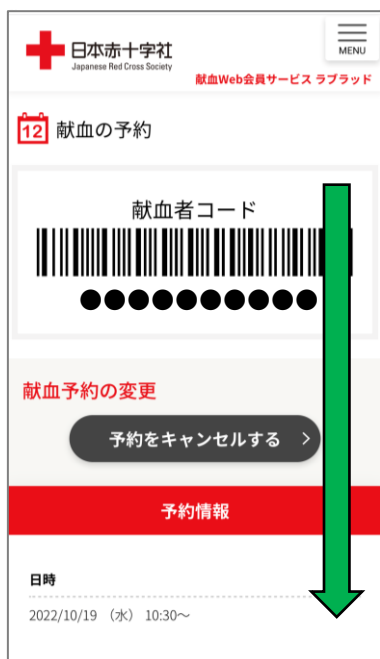 日本赤十字社
Japanese Red Cross Society
MENU
献血Web会員サービス ラブラッド
12 献血の予約
献血者コード
●●●●●●●●●●
献血予約の変更
予約をキャンセルする
予約情報
日時
2022/10/19 （水） 10:30～